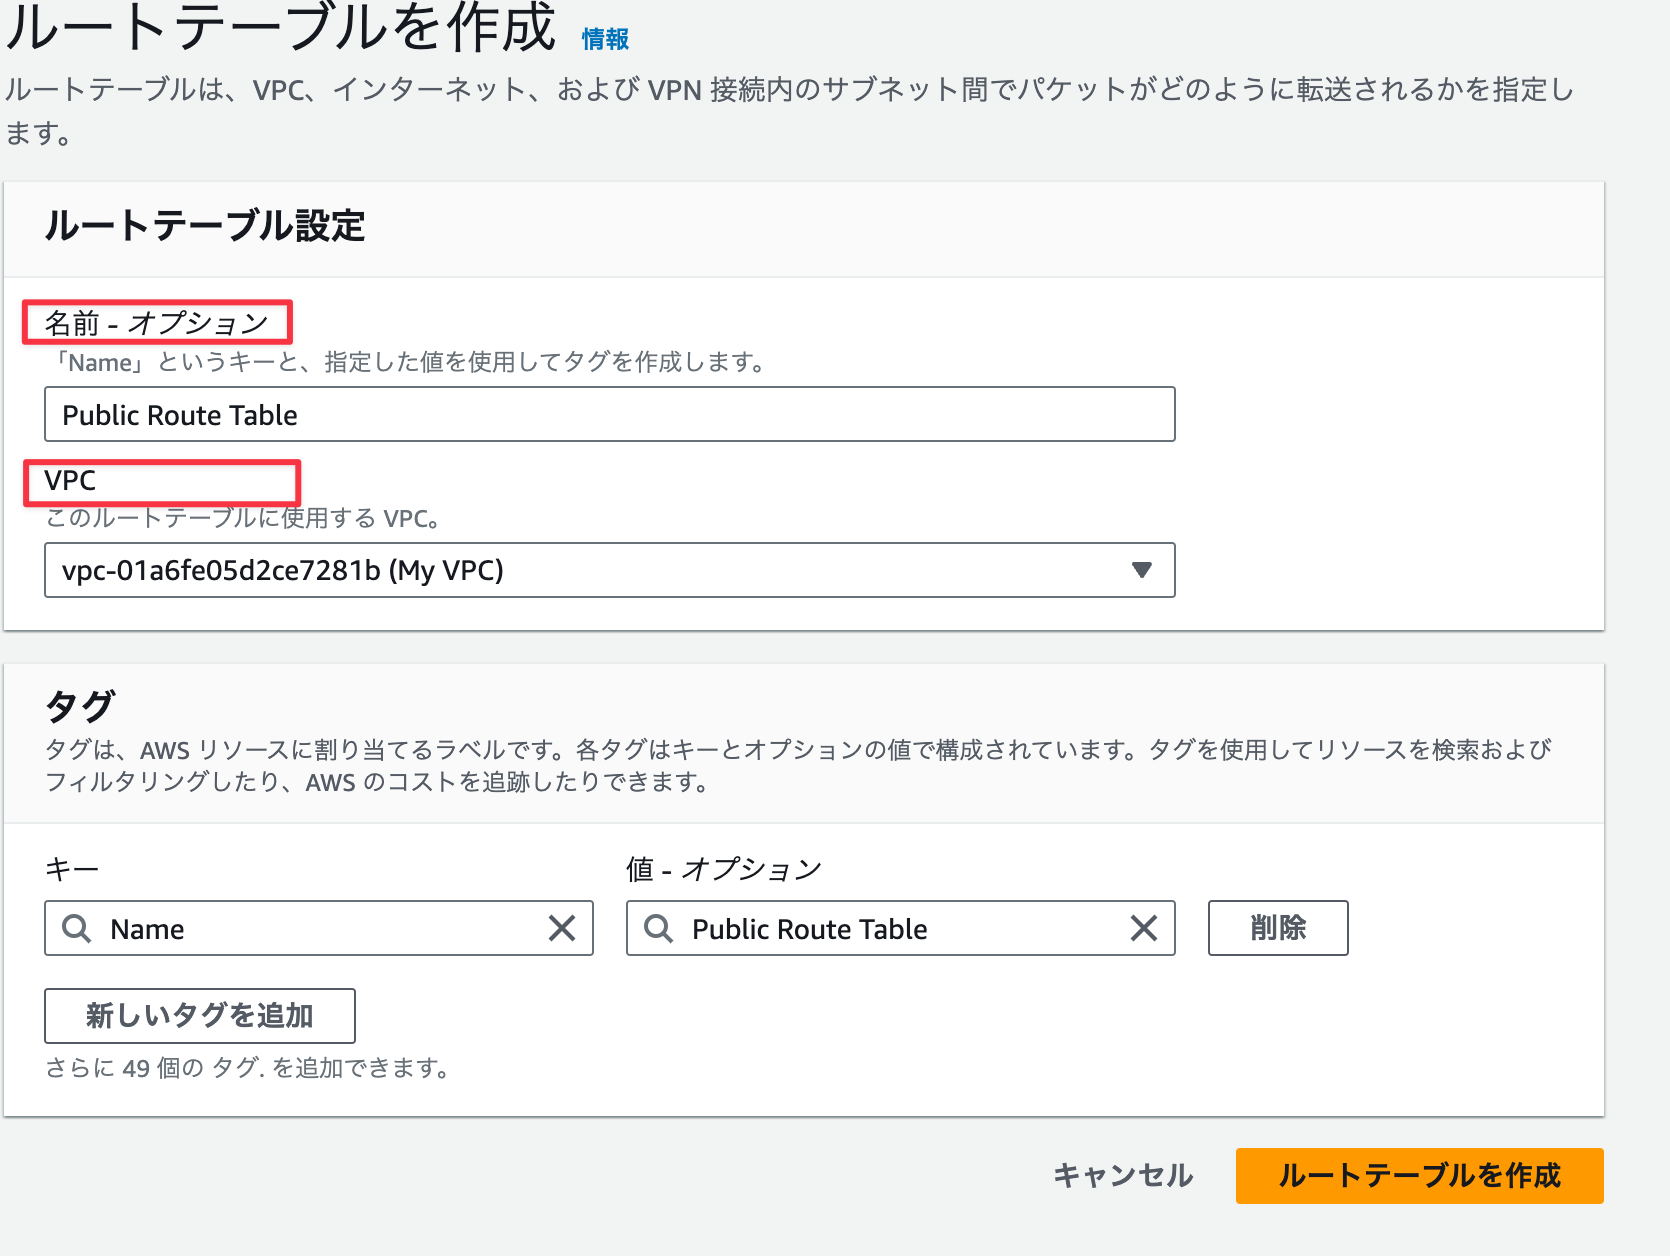 ルートテーブルを作成 情報
ルートテーブルは、VPC、インターネット、および VPN 接続内のサブネット間でパケットがどのように転送されるかを指定し
ます。
ルートテーブル設定
名前 - オプション
「Name」というキーと、指定した値を使用してタグを作成します。
Public Route Table
VPC
このルートテーブルに使用する VPC。
vpc-01a6fe05d2ce7281b (My VPC)
タグ
タグは、AWS リソースに割り当てるラベルです。各タグはキーとオプションの値で構成されています。タグを使用してリソースを検索および
フィルタリングしたり、AWS のコストを追跡したりできます。
キー 値 - オプション
Name Public Route Table 削除
新しいタグを追加
さらに 49 個の タグ. を追加できます。
キャンセル ルートテーブルを作成